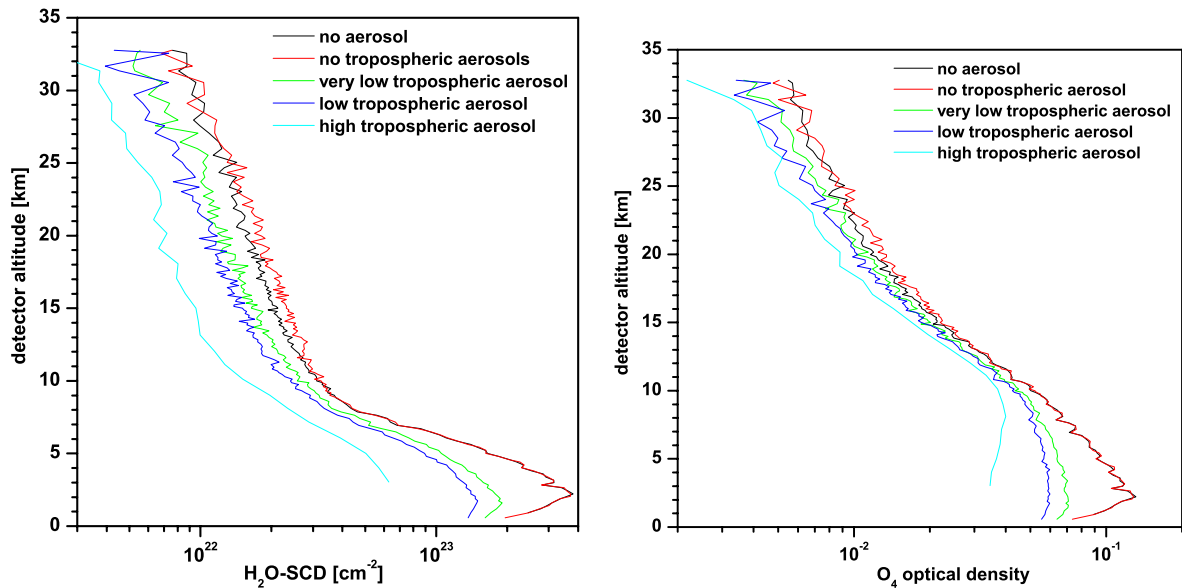 35
30
25
20
15
10
5
0
detector altitude [km]
no aerosol
no tropospheric aerosols
very low tropospheric aerosol
low tropospheric aerosol
high tropospheric aerosol
10²² 10²³
H₂O-SCD [cm⁻²]
35
30
25
20
15
10
5
0
detector altitude [km]
no aerosol
no tropospheric aerosol
very low tropospheric aerosol
low tropospheric aerosol
high tropospheric aerosol
10⁻² 10⁻¹
O₄ optical density